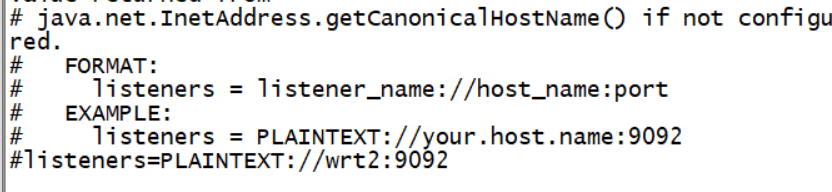 # java.net.InetAddress.getCanonicalHostName() if not configu
red.
#   FORMAT:
#     listeners = listener_name://host_name:port
#   EXAMPLE:
#     listeners = PLAINTEXT://your.host.name:9092
#listeners=PLAINTEXT://wrt2:9092